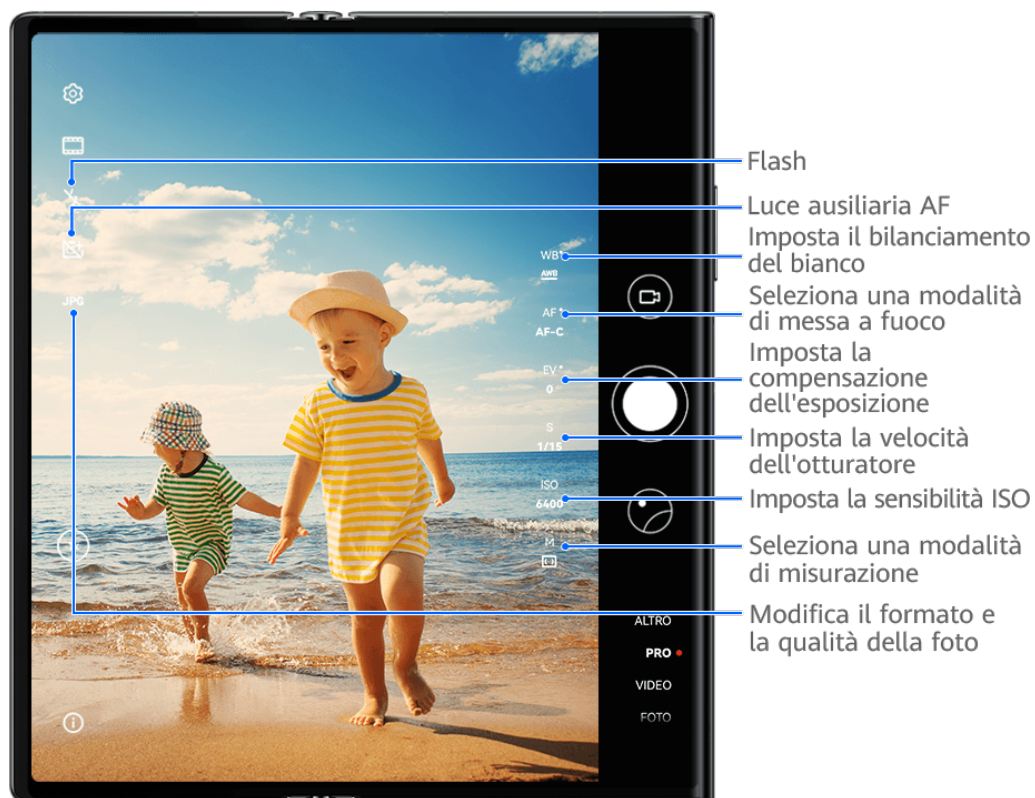 Flash
Luce ausiliaria AF
Imposta il bilanciamento
del bianco
Seleziona una modalità
di messa a fuoco
Imposta la
compensazione
dell'esposizione
Imposta la velocità
dell'otturatore
Imposta la sensibilità ISO
Seleziona una modalità
di misurazione
Modifica il formato e
la qualità della foto
JPG
WB
AWB
AF
AF-C
EV
0
S
1/15
ISO
6400
M
ALTRO
PRO
VIDEO
FOTO